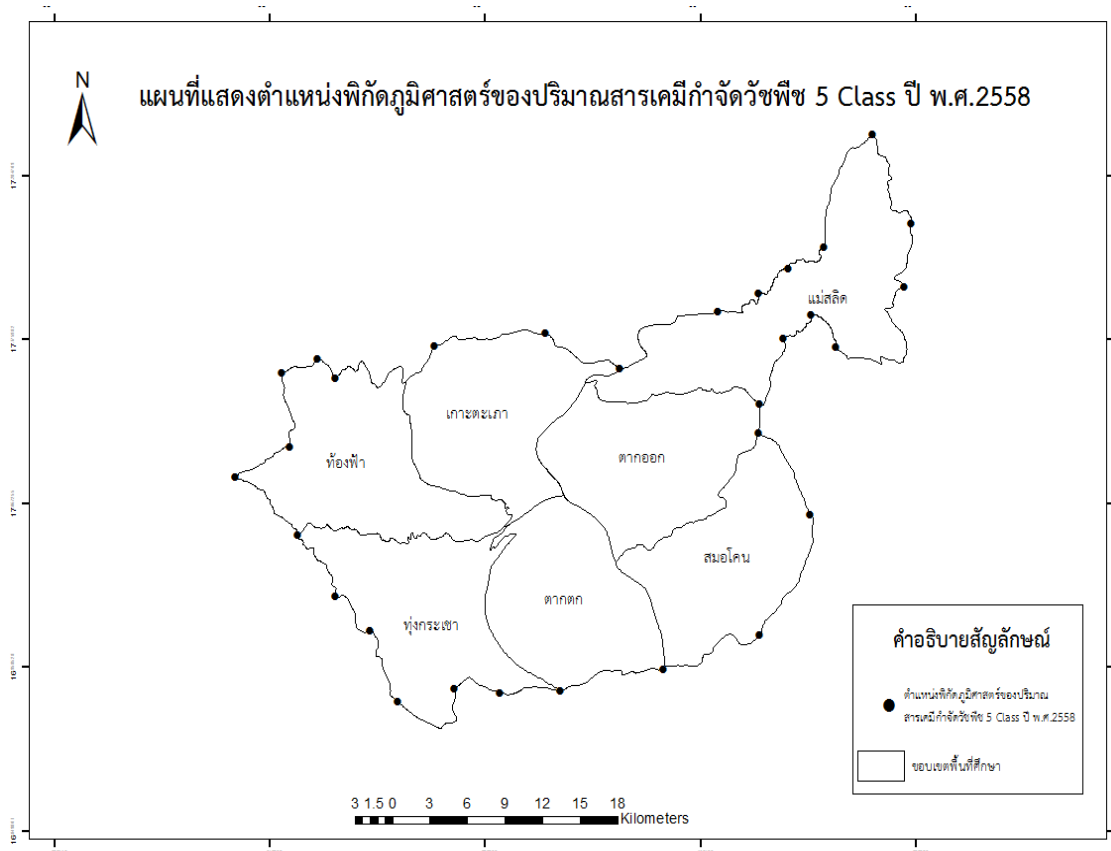 N
แผนที่แสดงตำแหน่งพิกัดภูมิศาสตร์ของปริมาณสารเคมีกำจัดวัชพืช 5 Class ปี พ.ศ.2558
แม่สลิด
เกาะตะเภา
ท้องฟ้า
ตากออก
สมอโคน
ตากตก
ทุ่งกระเชา
คำอธิบายสัญลักษณ์
ตำแหน่งพิกัดภูมิศาสตร์ของปริมาณ
สารเคมีกำจัดวัชพืช 5 Class ปี พ.ศ.2558
ขอบเขตพื้นที่ศึกษา
3 1.5 0 3 6 9 12 15 18
Kilometers